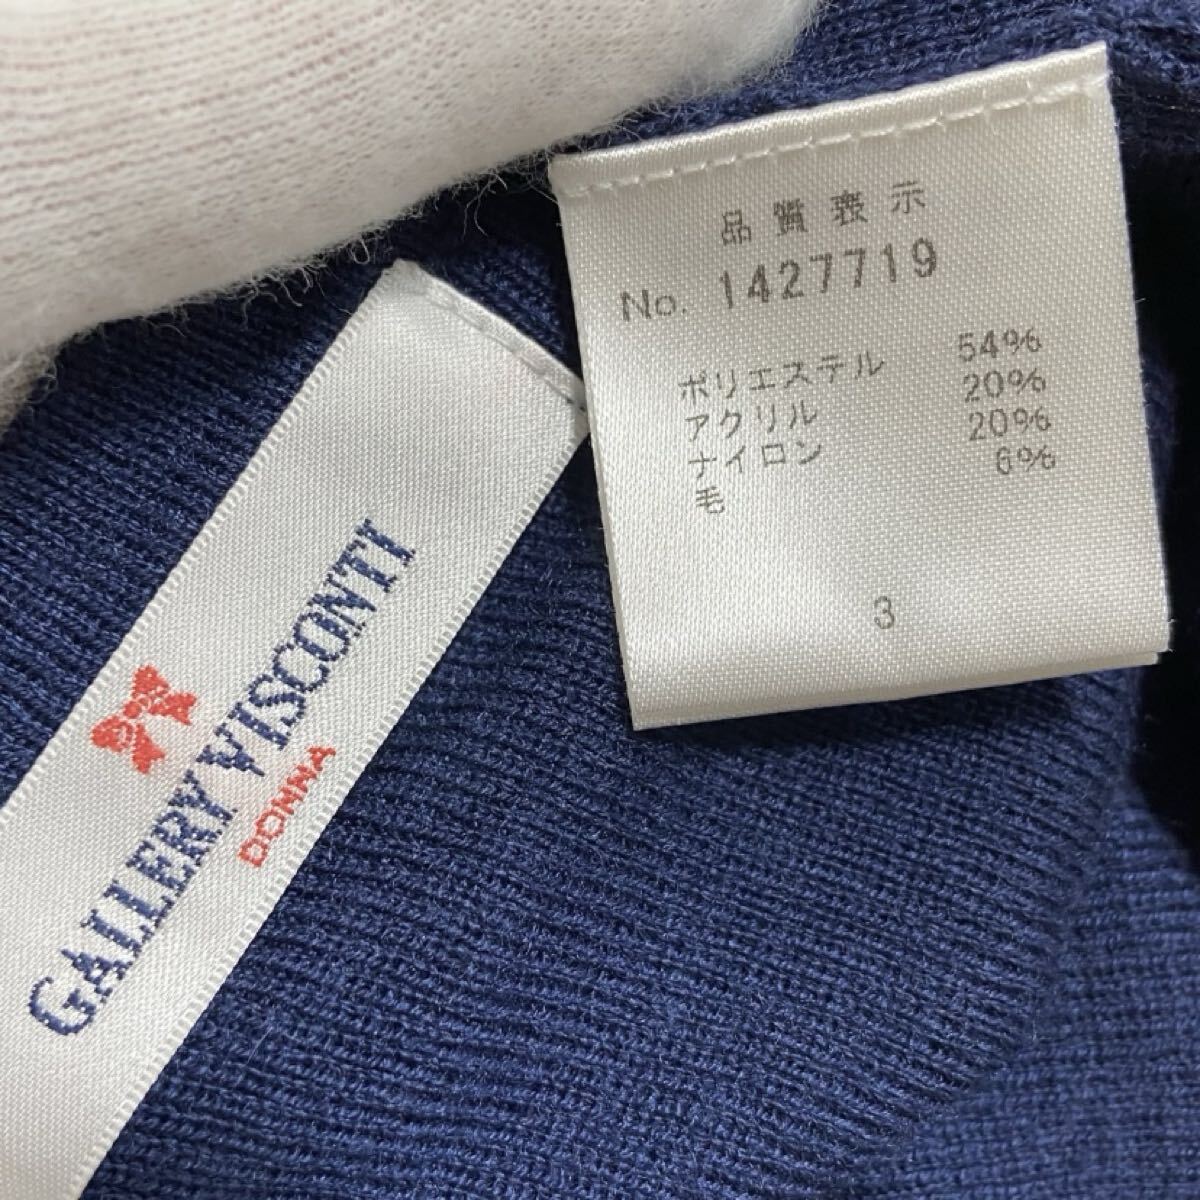 品質表示
No. 1427719
ポリエステル 54%
アクリル 20%
ナイロン 20%
毛 6%
3
GALLERY VISCONTI
DONNA